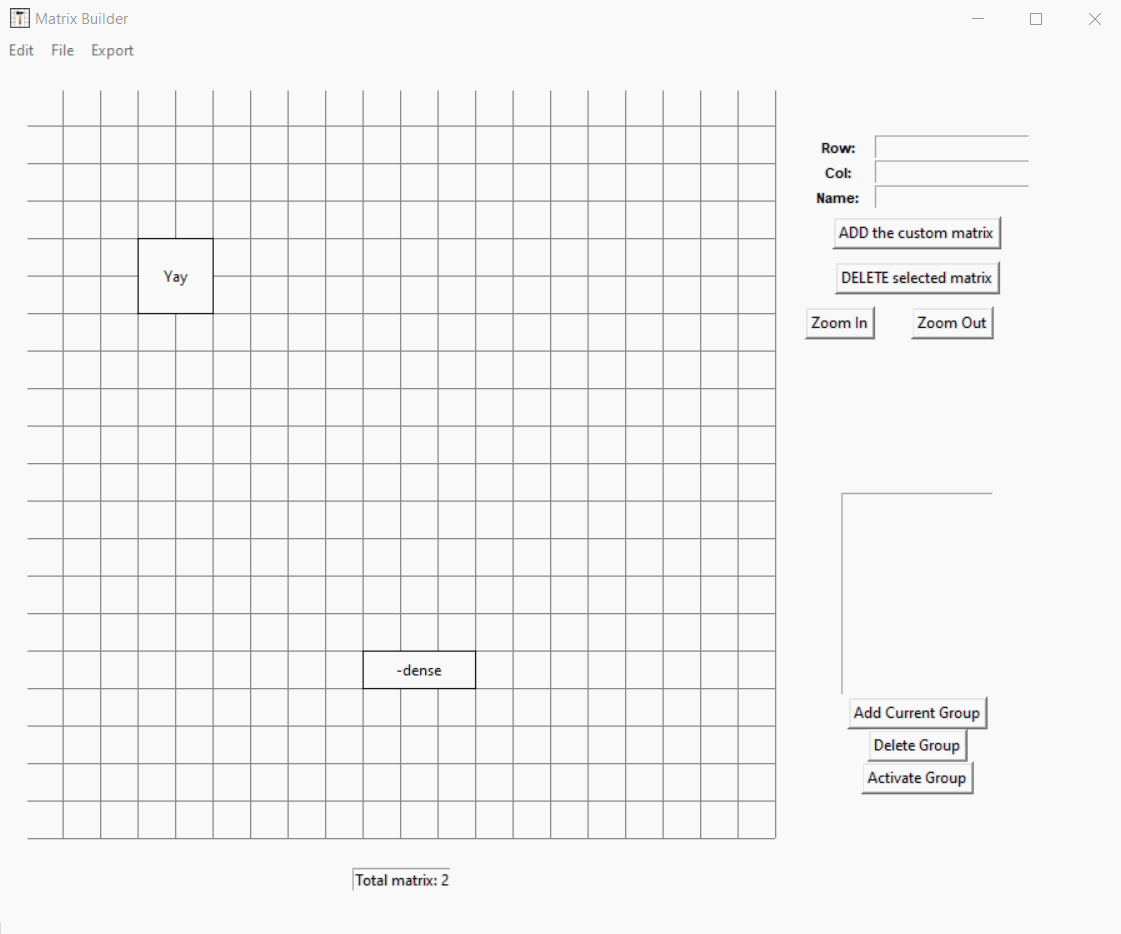 Matrix Builder
Edit File Export
Row:
Col:
Name:
ADD the custom matrix
Yay
DELETE selected matrix
Zoom In Zoom Out
-dense
Add Current Group
Delete Group
Activate Group
Total matrix: 2